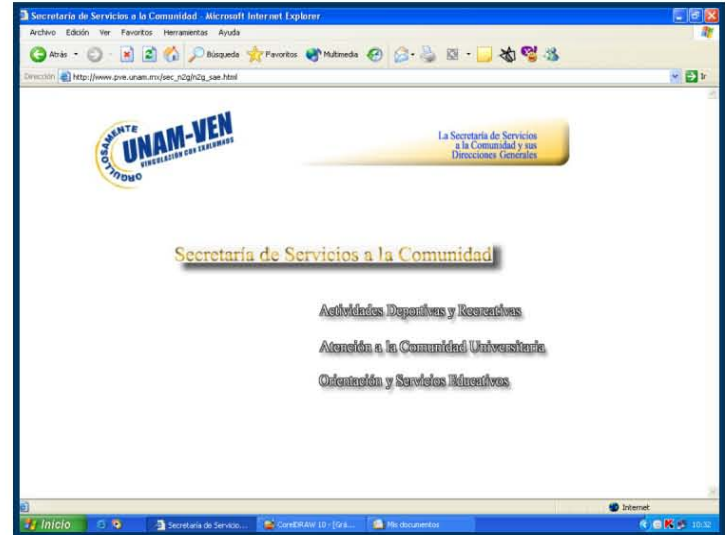 Secretaría de Servicios a la Comunidad - Microsoft Internet Explorer
Archivo Edición Ver Favoritos Herramientas Ayuda
Atrás Búsqueda Favoritos Multimedia
Dirección http://www.pve.unam.mx/sec_n2g/n2g_sae.html Ir
ORGULLOSAMENTE
UNAM-VEN
VINCULACIÓN CON EXALUMNOS
La Secretaría de Servicios
a la Comunidad y sus
Direcciones Generales
Secretaría de Servicios a la Comunidad
Actividades Deportivas y Recreativas
Atención a la Comunidad Universitaria
Orientación y Servicios Educativos
Internet
Inicio Secretaría de Servicio... CorelDRAW 10 - [Grá... Mis documentos 10:32